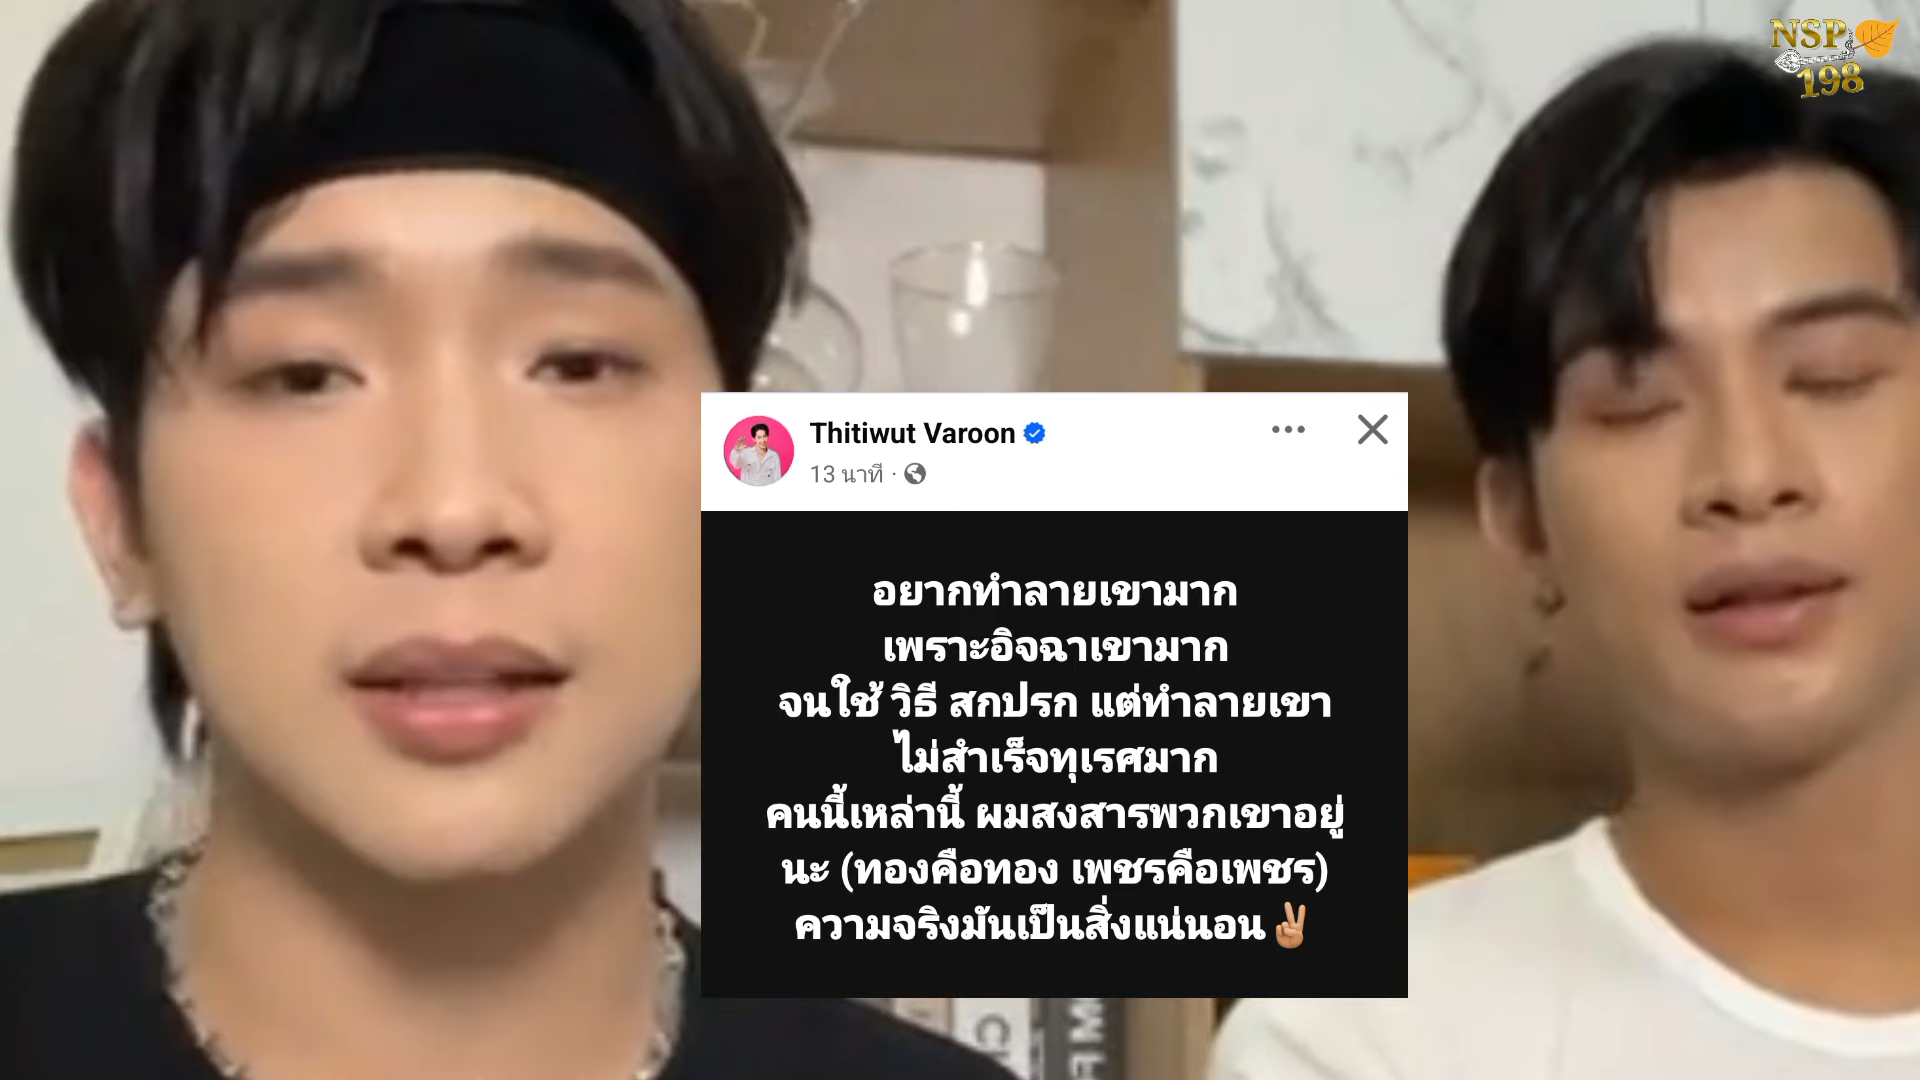 NSP
198
Thitiwut Varoon
13 นาที ·
อยากทำลายเขามาก
เพราะอิจฉาเขามาก
จนใช้ วิธี สกปรก แต่ทำลายเขา
ไม่สำเร็จทุเรศมาก
คนนี้เหล่านี้ ผมสงสารพวกเขาอยู่
นะ (ทองคือทอง เพชรคือเพชร)
ความจริงมันเป็นสิ่งแน่นอน✌🏽